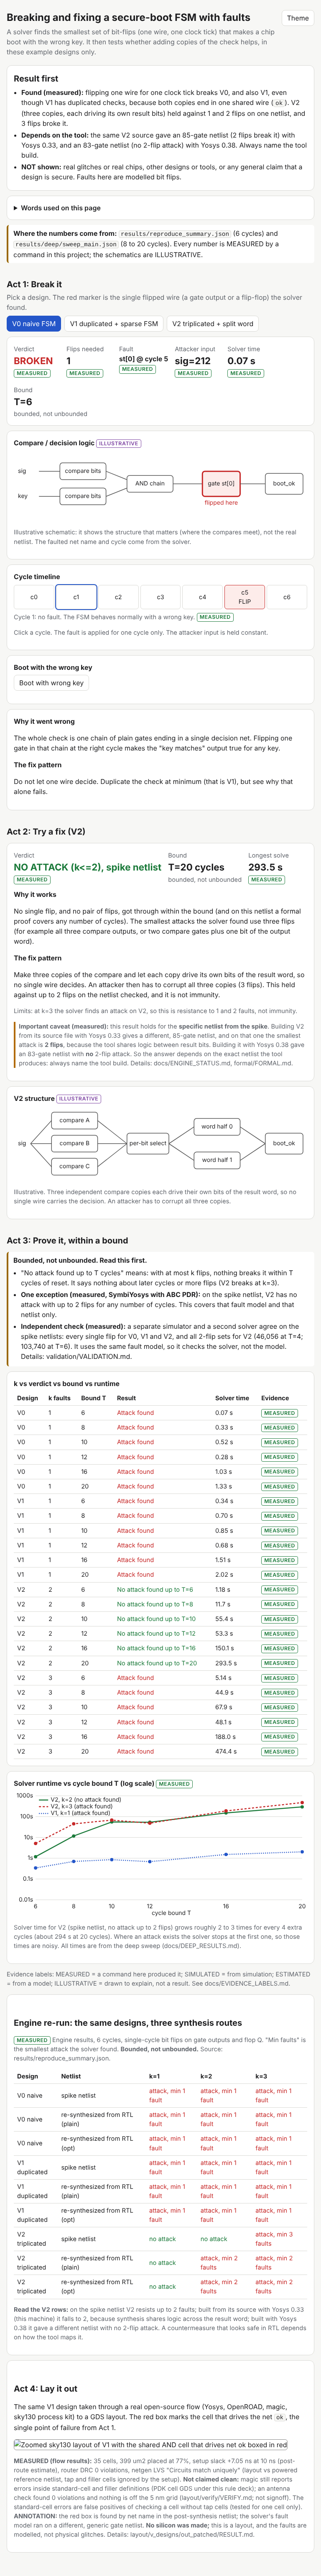 Breaking and fixing a secure-boot FSM with faults
Theme
A solver finds the smallest set of bit-flips (one wire, one clock tick) that makes a chip
boot with the wrong key. It then tests whether adding copies of the check helps, in
these example designs only.
Result first
• Found (measured): flipping one wire for one clock tick breaks V0, and also V1, even
though V1 has duplicated checks, because both copies end in one shared wire (ok). V2
(three copies, each driving its own result bits) held against 1 and 2 flips on one netlist,
and 3 flips broke it.
• Depends on the tool: the same V2 source gave an 85-gate netlist (2 flips break it) with
Yosys 0.33, and an 83-gate netlist (no 2-flip attack) with Yosys 0.38. Always name the tool
build.
• NOT shown: real glitches or real chips, other designs or tools, or any general claim that a
design is secure. Faults here are modelled bit flips.
▸ Words used on this page
Where the numbers come from: results/reproduce_summary.json (6 cycles) and
results/deep/sweep_main.json (8 to 20 cycles). Every number is MEASURED by a
command in this project; the schematics are ILLUSTRATIVE.
Act 1: Break it
Pick a design. The red marker is the single flipped wire (a gate output or a flip-flop) the solver
found.
V0 naive FSM
V1 duplicated + sparse FSM
V2 triplicated + split word
Verdict
BROKEN
MEASURED
Flips needed
1
MEASURED
Fault
st[0] @ cycle 5
MEASURED
Attacker input
sig=212
MEASURED
Solver time
0.07 s
MEASURED
Bound
T=6
bounded, not unbounded
Compare / decision logic ILLUSTRATIVE
sig
key
compare bits
compare bits
AND chain
gate st[0]
flipped here
boot_ok
Illustrative schematic: it shows the structure that matters (where the compares meet), not the real
netlist. The faulted net name and cycle come from the solver.
Cycle timeline
c0
c1
c2
c3
c4
c5
FLIP
c6
Cycle 1: no fault. The FSM behaves normally with a wrong key. MEASURED
Click a cycle. The fault is applied for one cycle only. The attacker input is held constant.
Boot with the wrong key
Boot with wrong key
Why it went wrong
The whole check is one chain of plain gates ending in a single decision net. Flipping one
gate in that chain at the right cycle makes the "key matches" output true for any key.
The fix pattern
Do not let one wire decide. Duplicate the check at minimum (that is V1), but see why that
alone fails.
Act 2: Try a fix (V2)
Verdict
NO ATTACK (k<=2), spike netlist
MEASURED
Bound
T=20 cycles
bounded, not unbounded
Longest solve
293.5 s
MEASURED
Why it works
No single flip, and no pair of flips, got through within the bound (and on this netlist a formal
proof covers any number of cycles). The smallest attacks the solver found use three flips
(for example all three compare outputs, or two compare gates plus one bit of the output
word).
The fix pattern
Make three copies of the compare and let each copy drive its own bits of the result word, so
no single wire decides. An attacker then has to corrupt all three copies (3 flips). This held
against up to 2 flips on the netlist checked, and it is not immunity.
Limits: at k=3 the solver finds an attack on V2, so this is resistance to 1 and 2 faults, not immunity.
Important caveat (measured): this result holds for the specific netlist from the spike. Building V2
from its source file with Yosys 0.33 gives a different, 85-gate netlist, and on that one the smallest
attack is 2 flips, because the tool shares logic between result bits. Building it with Yosys 0.38 gave
an 83-gate netlist with no 2-flip attack. So the answer depends on the exact netlist the tool
produces: always name the tool build. Details: docs/ENGINE_STATUS.md, formal/FORMAL.md.
V2 structure ILLUSTRATIVE
sig
compare A
compare B
compare C
per-bit select
word half 0
word half 1
boot_ok
Illustrative. Three independent compare copies each drive their own bits of the result word, so no
single wire carries the decision. An attacker has to corrupt all three copies.
Act 3: Prove it, within a bound
Bounded, not unbounded. Read this first.
• "No attack found up to T cycles" means: with at most k flips, nothing breaks it within T
cycles of reset. It says nothing about later cycles or more flips (V2 breaks at k=3).
• One exception (measured, SymbiYosys with ABC PDR): on the spike netlist, V2 has no
attack with up to 2 flips for any number of cycles. This covers that fault model and that
netlist only.
• Independent check (measured): a separate simulator and a second solver agree on the
spike netlists: every single flip for V0, V1 and V2, and all 2-flip sets for V2 (46,056 at T=4;
103,740 at T=6). It uses the same fault model, so it checks the solver, not the model.
Details: validation/VALIDATION.md.
k vs verdict vs bound vs runtime
Design k faults Bound T Result Solver time Evidence
V0 1 6 Attack found 0.07 s MEASURED
V0 1 8 Attack found 0.33 s MEASURED
V0 1 10 Attack found 0.52 s MEASURED
V0 1 12 Attack found 0.28 s MEASURED
V0 1 16 Attack found 1.03 s MEASURED
V0 1 20 Attack found 1.33 s MEASURED
V1 1 6 Attack found 0.34 s MEASURED
V1 1 8 Attack found 0.70 s MEASURED
V1 1 10 Attack found 0.85 s MEASURED
V1 1 12 Attack found 0.68 s MEASURED
V1 1 16 Attack found 1.51 s MEASURED
V1 1 20 Attack found 2.02 s MEASURED
V2 2 6 No attack found up to T=6 1.18 s MEASURED
V2 2 8 No attack found up to T=8 11.7 s MEASURED
V2 2 10 No attack found up to T=10 55.4 s MEASURED
V2 2 12 No attack found up to T=12 53.3 s MEASURED
V2 2 16 No attack found up to T=16 150.1 s MEASURED
V2 2 20 No attack found up to T=20 293.5 s MEASURED
V2 3 6 Attack found 5.14 s MEASURED
V2 3 8 Attack found 44.9 s MEASURED
V2 3 10 Attack found 67.9 s MEASURED
V2 3 12 Attack found 48.1 s MEASURED
V2 3 16 Attack found 188.0 s MEASURED
V2 3 20 Attack found 474.4 s MEASURED
Solver runtime vs cycle bound T (log scale) MEASURED
1000s
100s
10s
1s
0.1s
0.01s
V2, k=2 (no attack found)
V2, k=3 (attack found)
V1, k=1 (attack found)
6 8 10 12 16 20
cycle bound T
Solver time for V2 (spike netlist, no attack up to 2 flips) grows roughly 2 to 3 times for every 4 extra
cycles (about 294 s at 20 cycles). Where an attack exists the solver stops at the first one, so those
times are noisy. All times are from the deep sweep (docs/DEEP_RESULTS.md).
Evidence labels: MEASURED = a command here produced it; SIMULATED = from simulation; ESTIMATED
= from a model; ILLUSTRATIVE = drawn to explain, not a result. See docs/EVIDENCE_LABELS.md.
Engine re-run: the same designs, three synthesis routes
MEASURED Engine results, 6 cycles, single-cycle bit flips on gate outputs and flop Q. "Min faults" is
the smallest attack the solver found. Bounded, not unbounded. Source:
results/reproduce_summary.json.
Design Netlist k=1 k=2 k=3
V0 naive spike netlist attack, min 1 fault attack, min 1 fault attack, min 1 fault
V0 naive re-synthesized from RTL (plain) attack, min 1 fault attack, min 1 fault attack, min 1 fault
V0 naive re-synthesized from RTL (opt) attack, min 1 fault attack, min 1 fault attack, min 1 fault
V1 duplicated spike netlist attack, min 1 fault attack, min 1 fault attack, min 1 fault
V1 duplicated re-synthesized from RTL (plain) attack, min 1 fault attack, min 1 fault attack, min 1 fault
V1 duplicated re-synthesized from RTL (opt) attack, min 1 fault attack, min 1 fault attack, min 1 fault
V2 triplicated spike netlist no attack no attack attack, min 3 faults
V2 triplicated re-synthesized from RTL (plain) no attack attack, min 2 faults attack, min 2 faults
V2 triplicated re-synthesized from RTL (opt) no attack attack, min 2 faults attack, min 2 faults
Read the V2 rows: on the spike netlist V2 resists up to 2 faults; built from its source with Yosys 0.33
(this machine) it falls to 2, because synthesis shares logic across the result word; built with Yosys
0.38 it gave a different netlist with no 2-flip attack. A countermeasure that looks safe in RTL depends
on how the tool maps it.
Act 4: Lay it out
The same V1 design taken through a real open-source flow (Yosys, OpenROAD, magic,
sky130 process kit) to a GDS layout. The red box marks the cell that drives net ok, the
single point of failure from Act 1.
Zoomed sky130 layout of V1 with the shared AND cell that drives net ok boxed in red
MEASURED (flow results): 35 cells, 399 um2 placed at 77%, setup slack +7.05 ns at 10 ns (post-
route estimate), router DRC 0 violations, netgen LVS "Circuits match uniquely" (layout vs powered
reference netlist, tap and filler cells ignored by the setup). Not claimed clean: magic still reports
errors inside standard-cell and filler geometry (PDK cell GDS under this rule deck); an antenna
check found 0 violations and nothing is off the 5 nm grid (layout/verify/VERIFY.md; not signoff). The
standard-cell errors are false positives of checking a cell without tap cells (tested for one cell only).
ANNOTATION: the red box is found by net name in the post-synthesis netlist; the solver's fault
model ran on a different, generic gate netlist. No silicon was made; this is a layout, and the faults
are modelled, not physical glitches. Details: layout/v_designs/out_patched/RESULT.md.